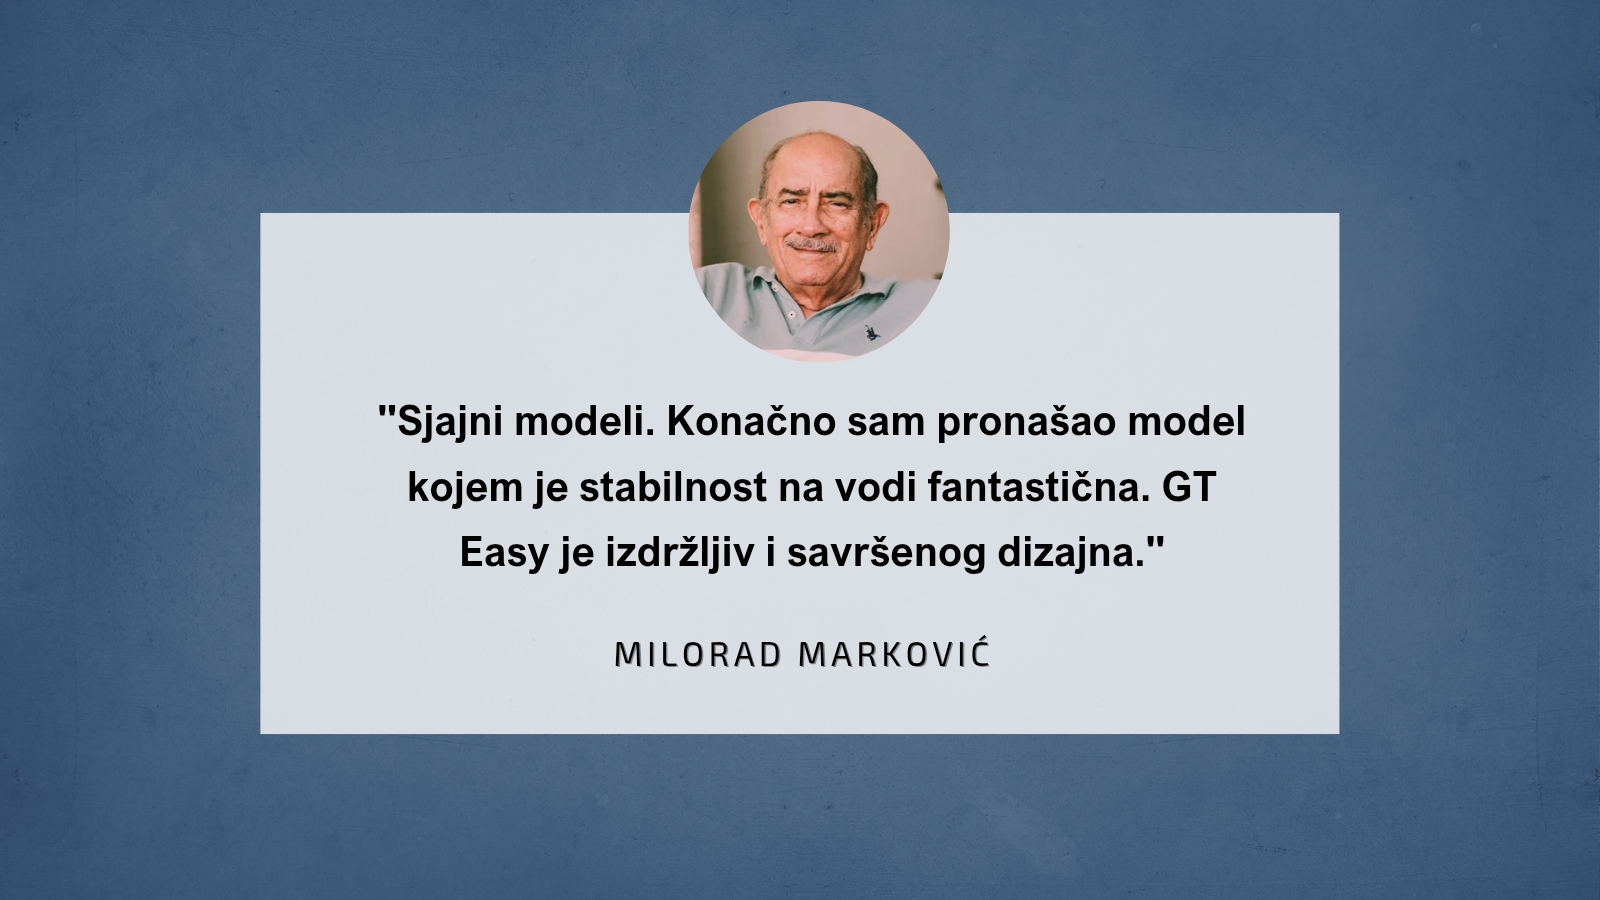 "Sjajni modeli. Konačno sam pronašao model
kojem je stabilnost na vodi fantastična. GT
Easy je izdržljiv i savršenog dizajna."
MILORAD MARKOVIĆ